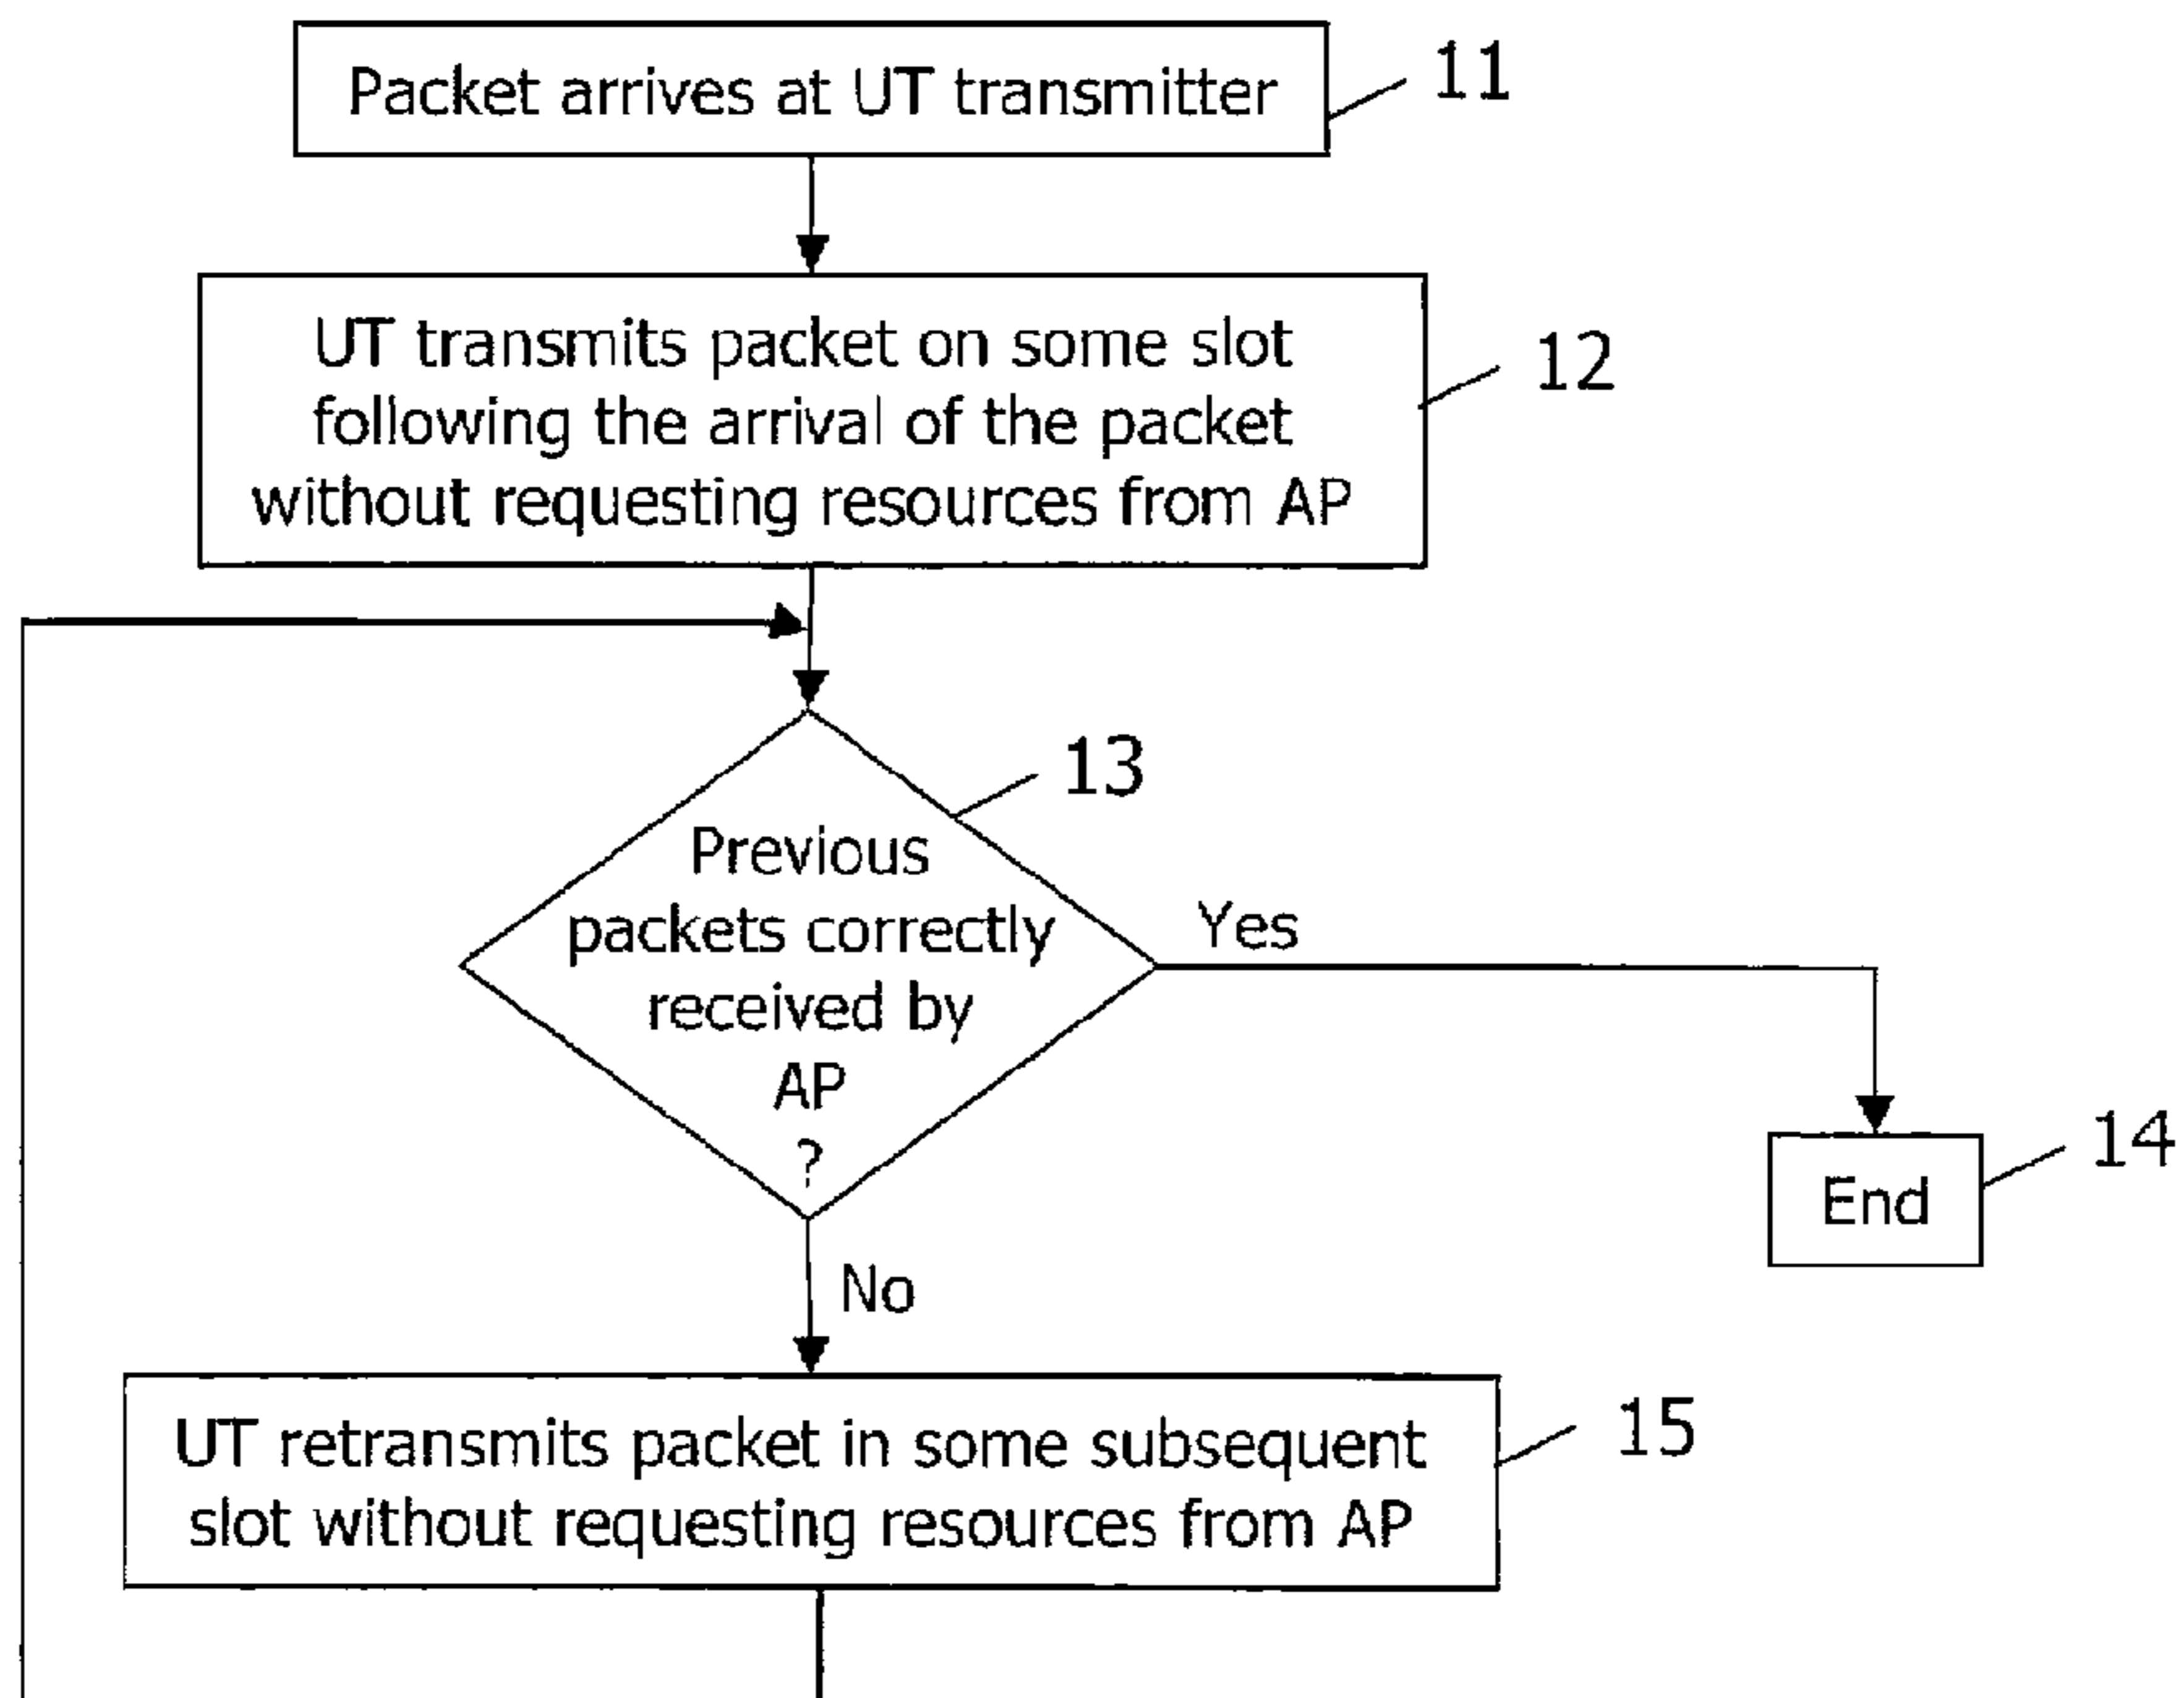 Packet arrives at UT transmitter
11
UT transmits packet on some slot
following the arrival of the packet
without requesting resources from AP
12
13
Previous
packets correctly
received by
AP
?
Yes
14
End
No
15
UT retransmits packet in some subsequent
slot without requesting resources from AP